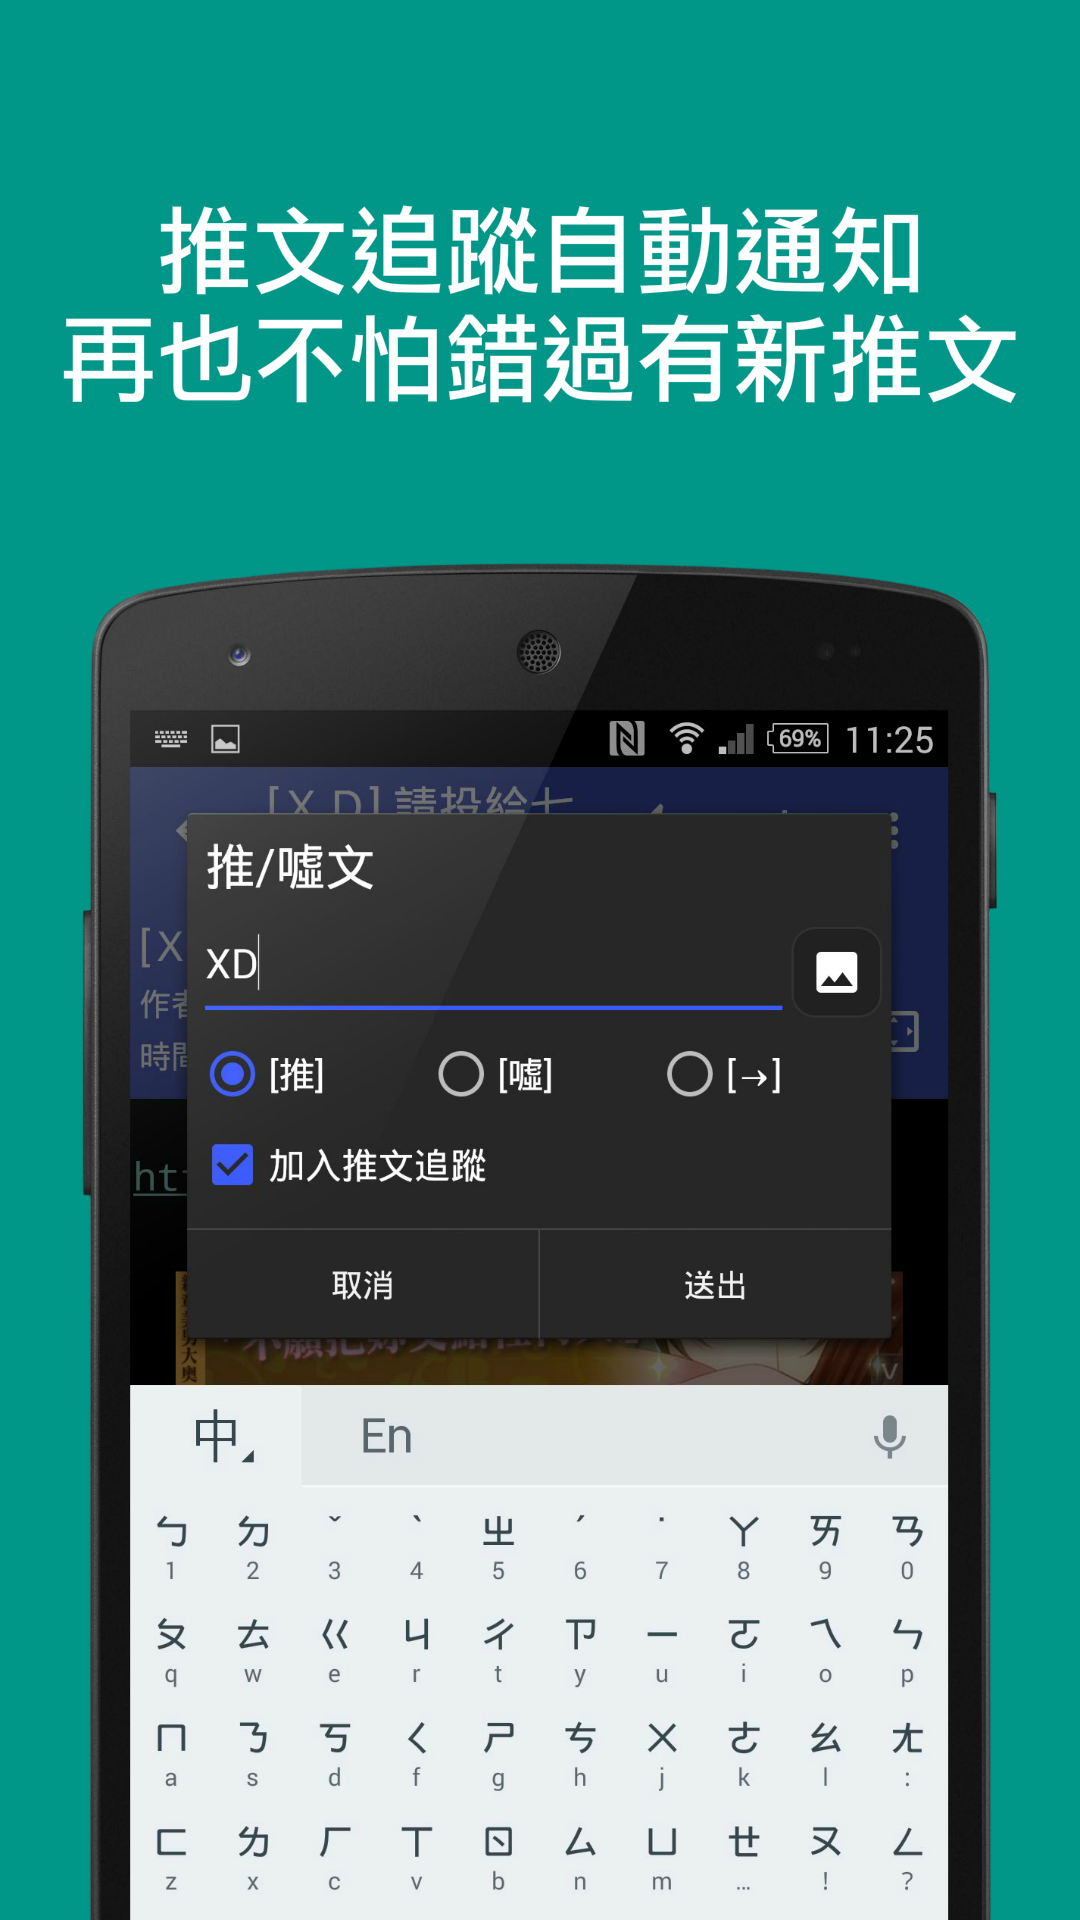 推文追蹤自動通知
再也不怕錯過有新推文
69% 11:25
[X D] 請投給七
[X
作者
時間
推/噓文
XD
[推] [噓] [→]
加入推文追蹤
htt
取消 送出
中 En
ㄅ ㄉ ˇ ˋ ㄓ ˊ ˙ ㄚ ㄞ ㄢ
1 2 3 4 5 6 7 8 9 0
ㄆ ㄊ ㄍ ㄐ ㄔ ㄗ ㄧ ㄛ ㄟ ㄣ
q w e r t y u i o p
ㄇ ㄋ ㄎ ㄑ ㄕ ㄘ ㄨ ㄜ ㄠ ㄤ
a s d f g h j k l :
ㄈ ㄌ ㄏ ㄒ ㄖ ㄙ ㄩ ㄝ ㄡ ㄥ
z x c v b n m … ! ?